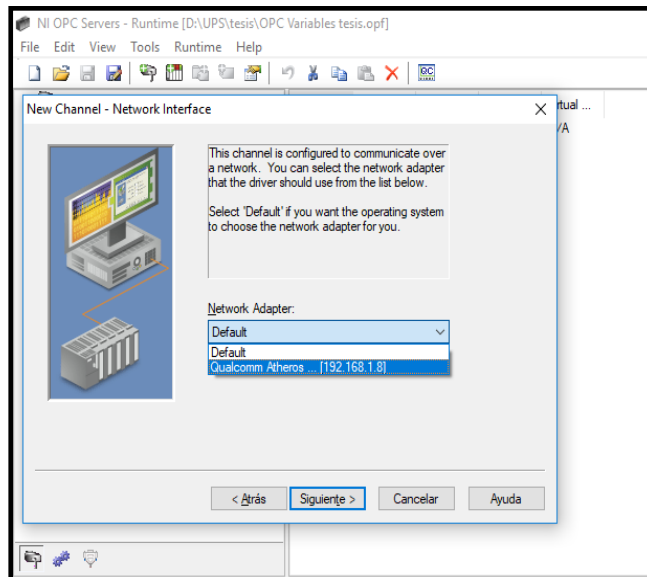 NI OPC Servers - Runtime [D:\UPS\tesis\OPC Variables tesis.opf]
File Edit View Tools Runtime Help
QC
New Channel - Network Interface
rtual ...
/A
This channel is configured to communicate over
a network. You can select the network adapter
that the driver should use from the list below.
Select 'Default' if you want the operating system
to choose the network adapter for you.
Network Adapter:
Default
Default
Qualcomm Atheros ... [192.168.1.8]
< Atrás
Siguiente >
Cancelar
Ayuda